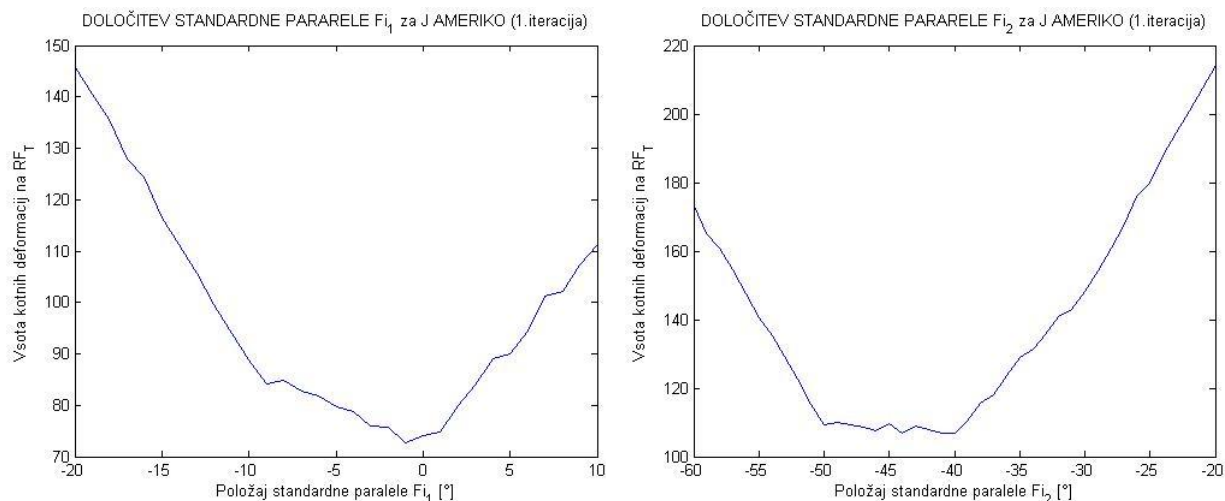 DOLOČITEV STANDARDNE PARARELE Fi1 za J AMERIKO (1.iteracija)
150
140
130
120
110
100
90
80
70
Vsota kotnih deformacij na RFT
-20 -15 -10 -5 0 5 10
Položaj standardne paralele Fi1 [°]
DOLOČITEV STANDARDNE PARARELE Fi2 za J AMERIKO (1.iteracija)
220
200
180
160
140
120
100
Vsota kotnih deformacij na RFT
-60 -55 -50 -45 -40 -35 -30 -25 -20
Položaj standardne paralele Fi2 [°]